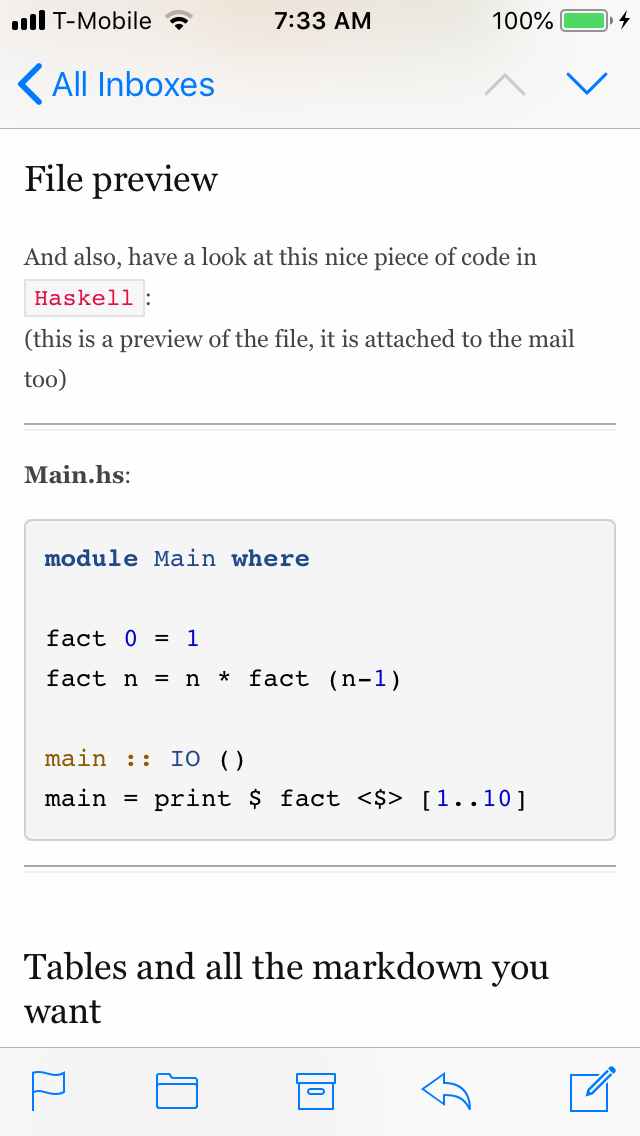 T-Mobile 7:33 AM 100%
All Inboxes
File preview
And also, have a look at this nice piece of code in
Haskell :
(this is a preview of the file, it is attached to the mail
too)
Main.hs:
module Main where
fact 0 = 1
fact n = n * fact (n-1)
main :: IO ()
main = print $ fact <$> [1..10]
Tables and all the markdown you
want